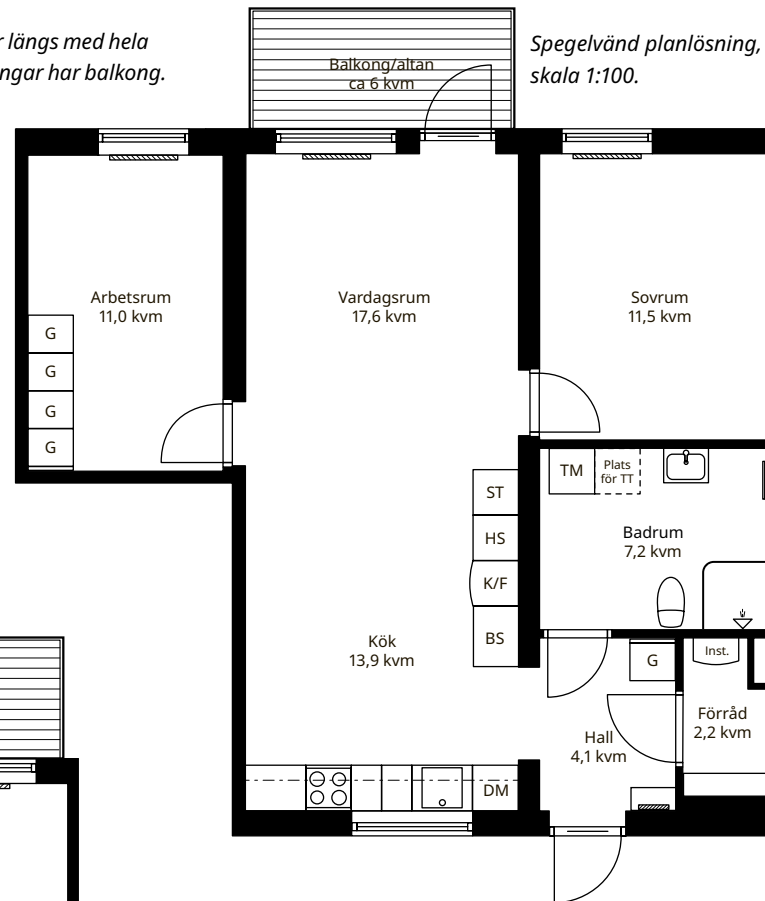 längs med hela
har balkong.
Spegelvänd planlösning,
skala 1:100.
Balkong/altan
ca 6 kvm
Arbetsrum
11,0 kvm
Vardagsrum
17,6 kvm
Sovrum
11,5 kvm
G
G
G
G
TM
Plats
för TT
ST
HS
K/F
BS
Badrum
7,2 kvm
Kök
13,9 kvm
G
Inst.
Hall
4,1 kvm
Förråd
2,2 kvm
DM